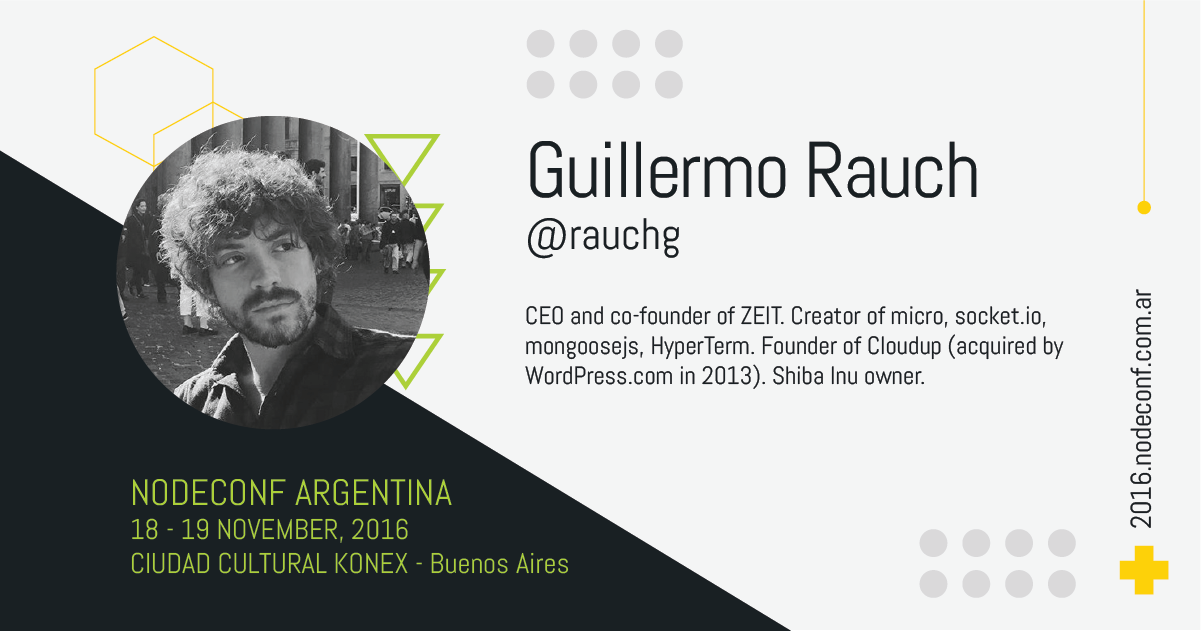 Guillermo Rauch
@rauchg
CEO and co-founder of ZEIT. Creator of micro, socket.io,
mongoosejs, HyperTerm. Founder of Cloudup (acquired by
WordPress.com in 2013). Shiba Inu owner.
NODECONF ARGENTINA
18 - 19 NOVEMBER, 2016
CIUDAD CULTURAL KONEX - Buenos Aires
2016.nodeconf.com.ar